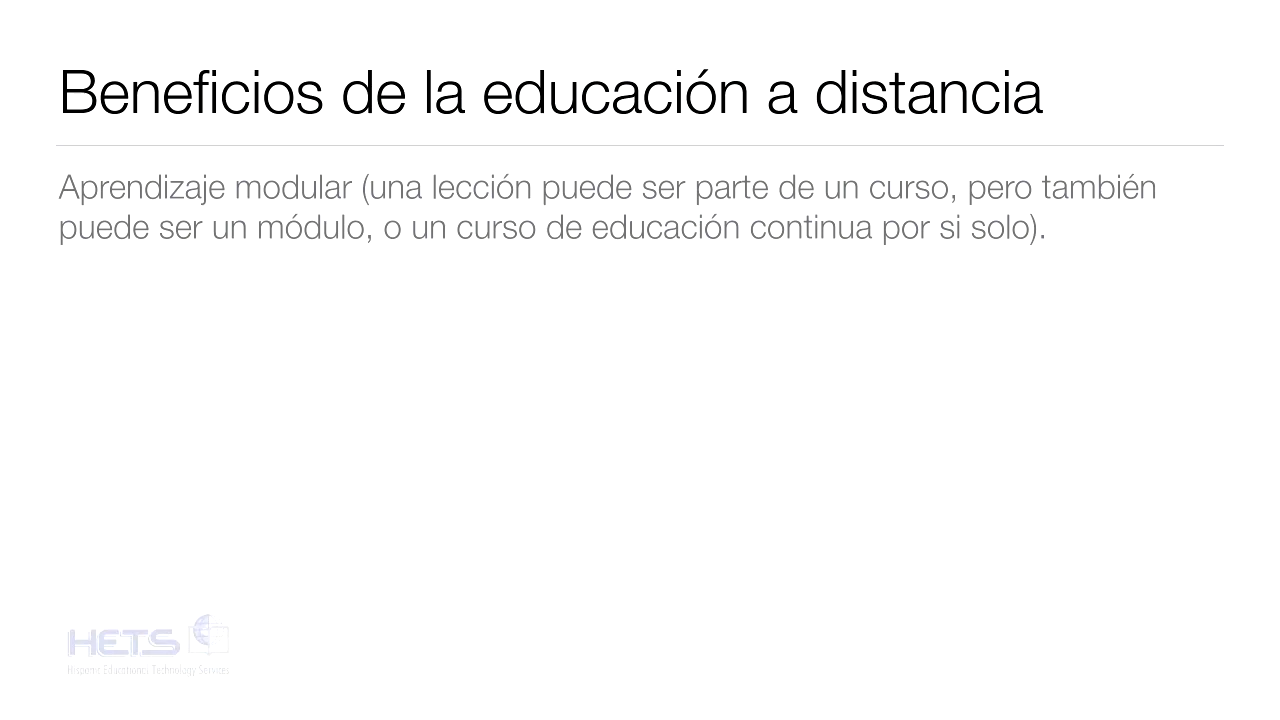 Beneficios de la educación a distancia
Aprendizaje modular (una lección puede ser parte de un curso, pero también
puede ser un módulo, o un curso de educación continua por si solo).
HETS
Hispanic Educational Technology Services